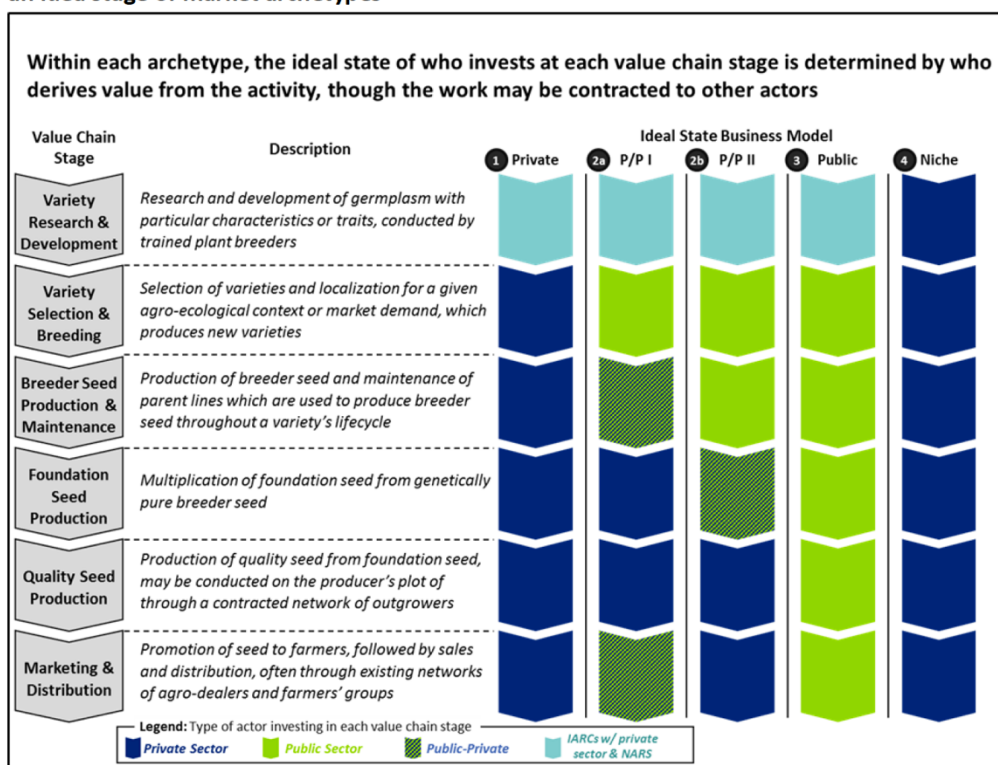 Within each archetype, the ideal state of who invests at each value chain stage is determined by who
derives value from the activity, though the work may be contracted to other actors
Value Chain
Stage
Description
Ideal State Business Model
1 Private
2a P/P I
2b P/P II
3 Public
4 Niche
Variety
Research &
Development
Research and development of germplasm with
particular characteristics or traits, conducted by
trained plant breeders
Variety
Selection &
Breeding
Selection of varieties and localization for a given
agro-ecological context or market demand, which
produces new varieties
Breeder Seed
Production &
Maintenance
Production of breeder seed and maintenance of
parent lines which are used to produce breeder
seed throughout a variety's lifecycle
Foundation
Seed
Production
Multiplication of foundation seed from genetically
pure breeder seed
Quality Seed
Production
Production of quality seed from foundation seed,
may be conducted on the producer's plot of
through a contracted network of outgrowers
Marketing &
Distribution
Promotion of seed to farmers, followed by sales
and distribution, often through existing networks
of agro-dealers and farmers' groups
Legend: Type of actor investing in each value chain stage
Private Sector
Public Sector
Public-Private
IARCs w/ private
sector & NARS